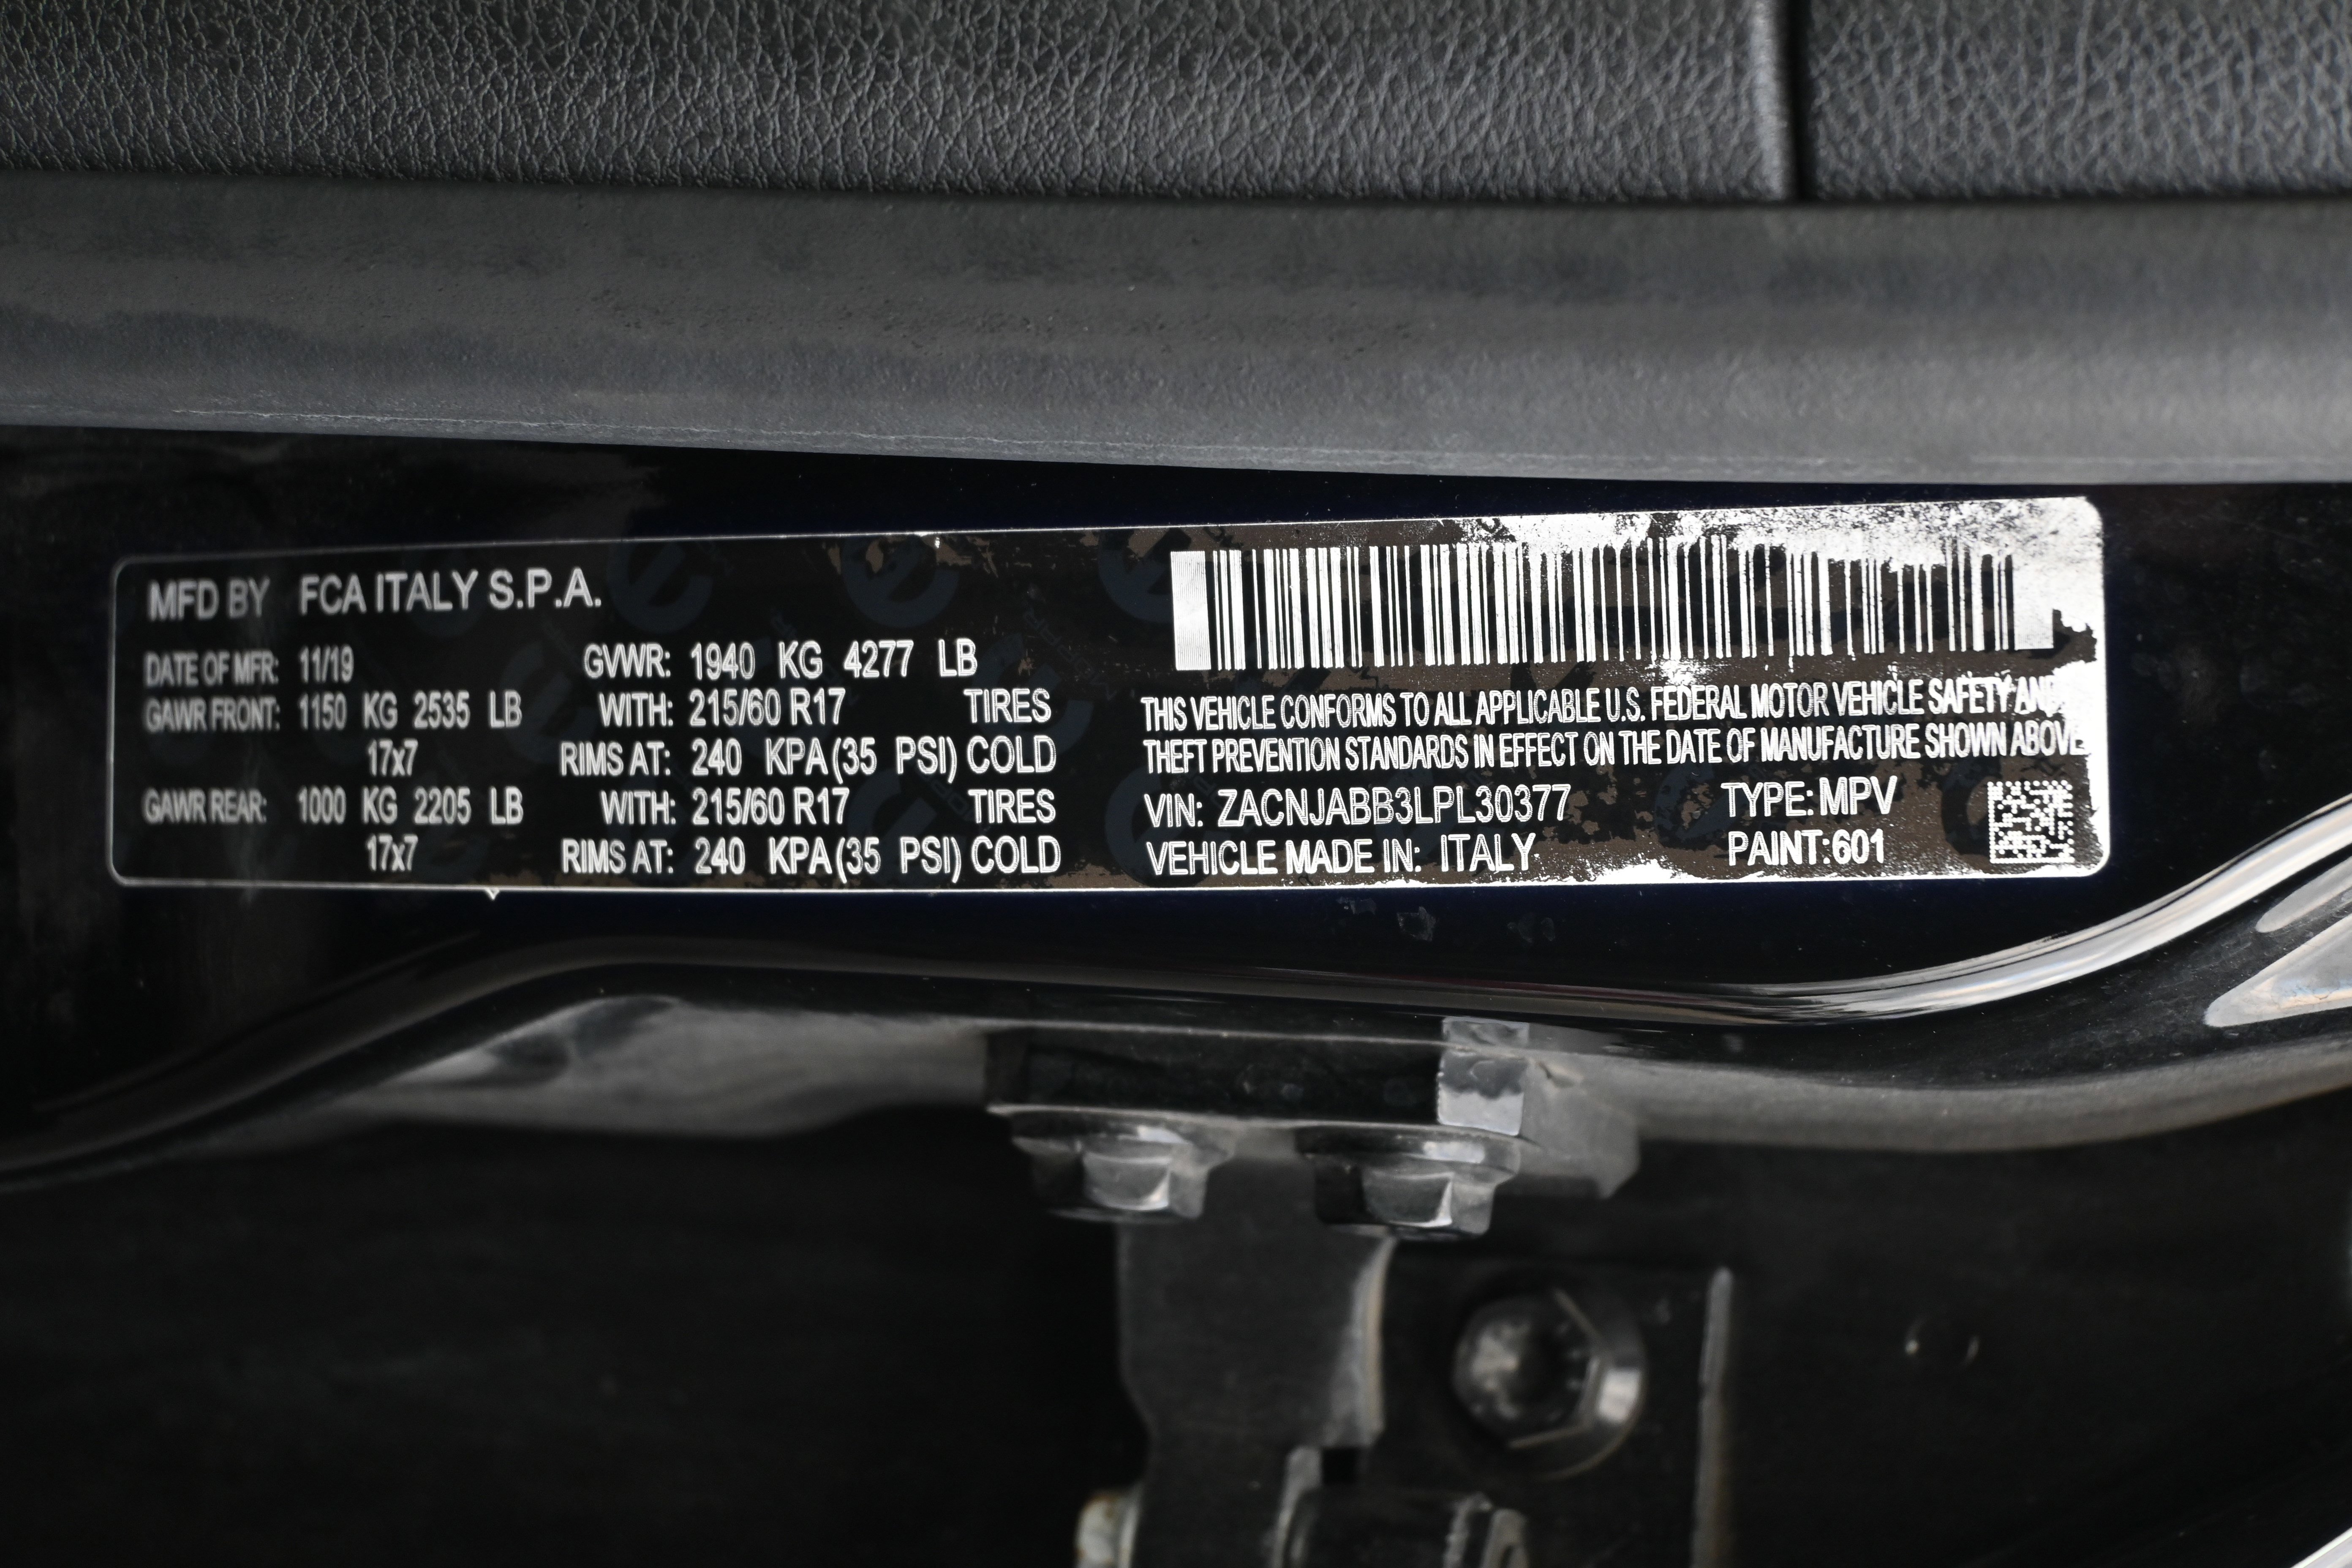 MFD BY FCA ITALY S.P.A.
DATE OF MFR: 11/19 GVWR: 1940 KG 4277 LB
GAWR FRONT: 1150 KG 2535 LB WITH: 215/60 R17 TIRES
17x7 RIMS AT: 240 KPA(35 PSI) COLD
GAWR REAR: 1000 KG 2205 LB WITH: 215/60 R17 TIRES
17x7 RIMS AT: 240 KPA(35 PSI) COLD
THIS VEHICLE CONFORMS TO ALL APPLICABLE U.S. FEDERAL MOTOR VEHICLE SAFETY AND
THEFT PREVENTION STANDARDS IN EFFECT ON THE DATE OF MANUFACTURE SHOWN ABOVE
VIN: ZACNJABB3LPL30377 TYPE: MPV
VEHICLE MADE IN: ITALY PAINT: 601